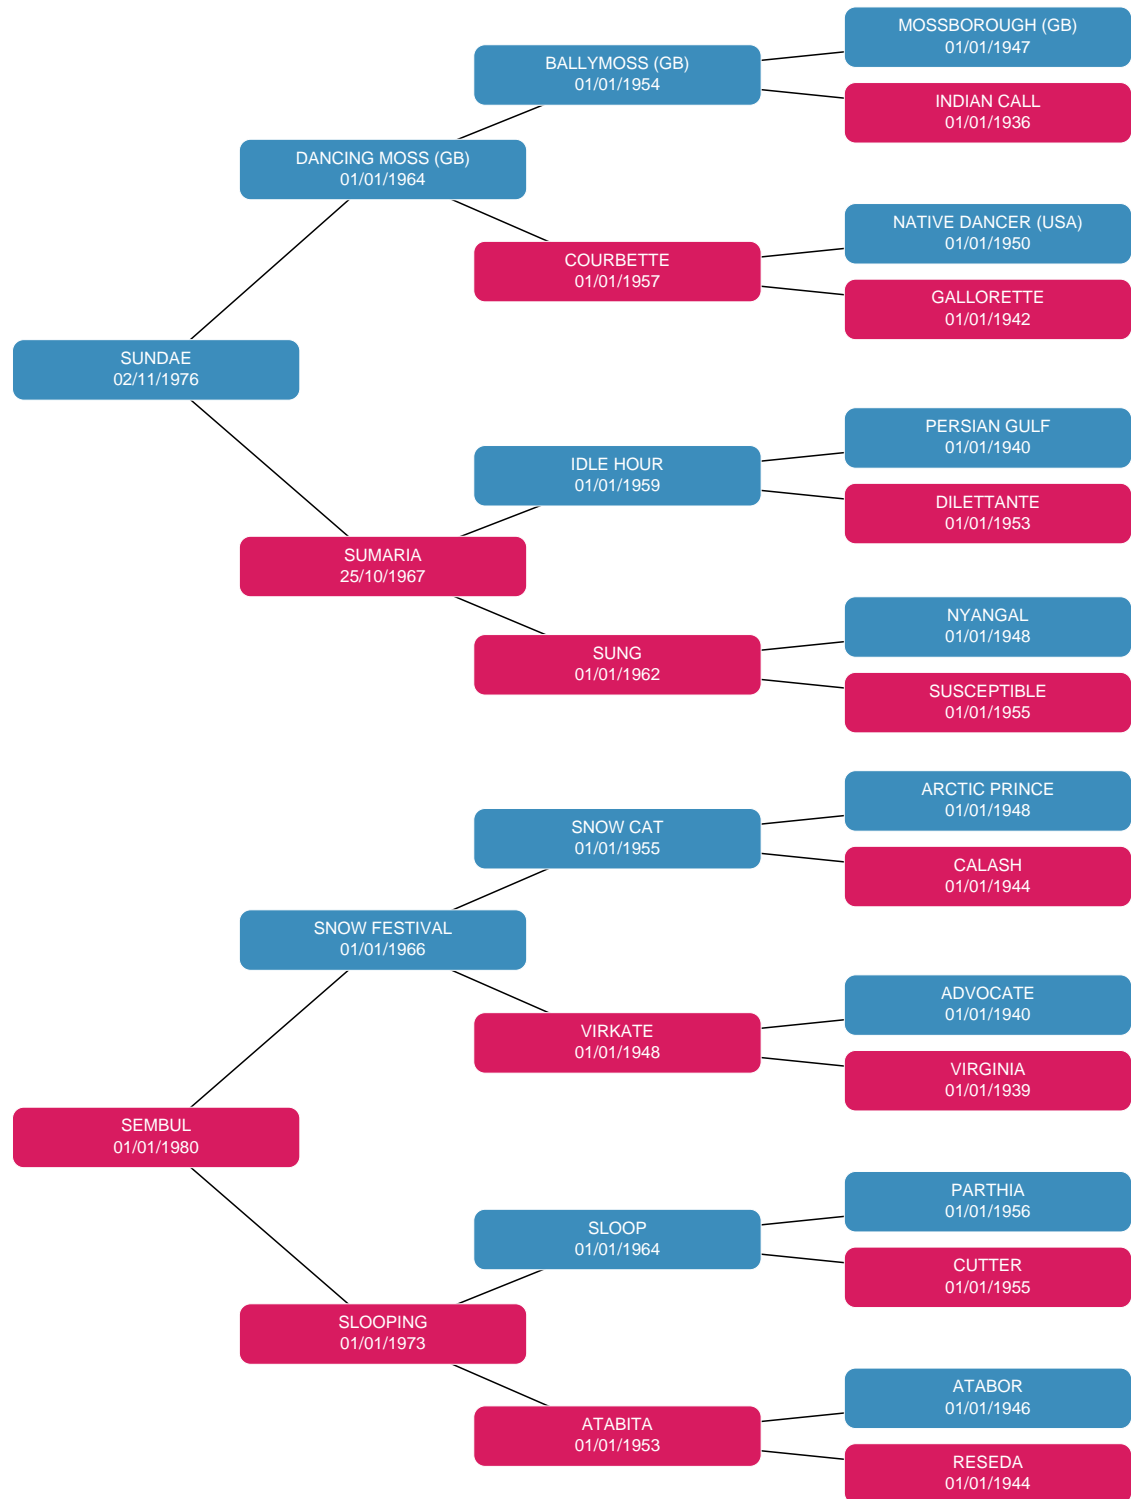 MOSSBOROUGH (GB)
01/01/1947
BALLYMOSS (GB)
01/01/1954
INDIAN CALL
01/01/1936
DANCING MOSS (GB)
01/01/1964
NATIVE DANCER (USA)
01/01/1950
COURBETTE
01/01/1957
GALLORETTE
01/01/1942
SUNDAE
02/11/1976
PERSIAN GULF
01/01/1940
IDLE HOUR
01/01/1959
DILETTANTE
01/01/1953
SUMARIA
25/10/1967
NYANGAL
01/01/1948
SUNG
01/01/1962
SUSCEPTIBLE
01/01/1955
ARCTIC PRINCE
01/01/1948
SNOW CAT
01/01/1955
CALASH
01/01/1944
SNOW FESTIVAL
01/01/1966
ADVOCATE
01/01/1940
VIRKATE
01/01/1948
VIRGINIA
01/01/1939
SEMBUL
01/01/1980
PARTHIA
01/01/1956
SLOOP
01/01/1964
CUTTER
01/01/1955
SLOOPING
01/01/1973
ATABOR
01/01/1946
ATABITA
01/01/1953
RESEDA
01/01/1944